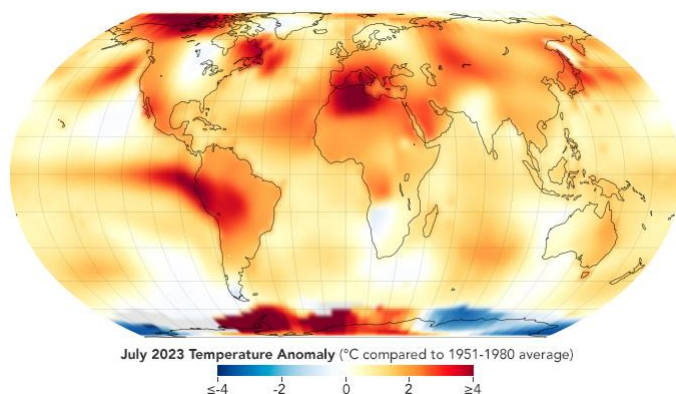 July 2023 Temperature Anomaly (°C compared to 1951-1980 average)
≤-4 -2 0 2 ≥4